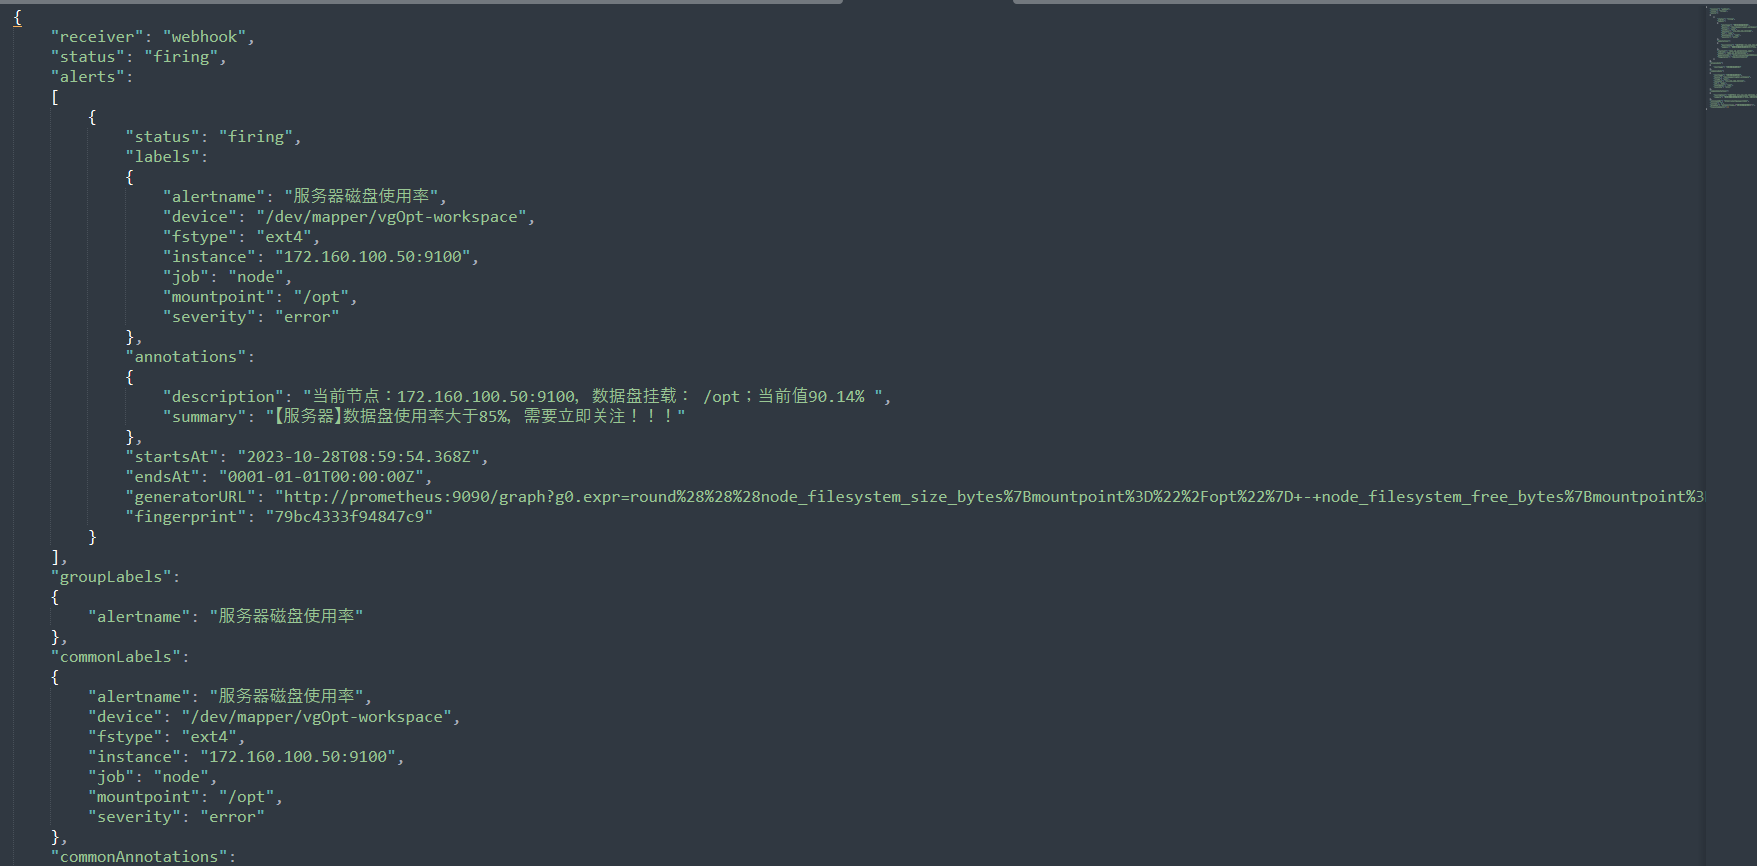 {
"receiver": "webhook",
"status": "firing",
"alerts":
[
{
"status": "firing",
"labels":
{
"alertname": "服务器磁盘使用率",
"device": "/dev/mapper/vgOpt-workspace",
"fstype": "ext4",
"instance": "172.160.100.50:9100",
"job": "node",
"mountpoint": "/opt",
"severity": "error"
},
"annotations":
{
"description": "当前节点：172.160.100.50:9100，数据盘挂载： /opt；当前值90.14% ",
"summary": "【服务器】数据盘使用率大于85%，需要立即关注！！！"
},
"startsAt": "2023-10-28T08:59:54.368Z",
"endsAt": "0001-01-01T00:00:00Z",
"generatorURL": "http://prometheus:9090/graph?g0.expr=round%28%28%28node_filesystem_size_bytes%7Bmountpoint%3D%22%2Fopt%22%7D+-+node_filesystem_free_bytes%7Bmountpoint%3
"fingerprint": "79bc4333f94847c9"
}
],
"groupLabels":
{
"alertname": "服务器磁盘使用率"
},
"commonLabels":
{
"alertname": "服务器磁盘使用率",
"device": "/dev/mapper/vgOpt-workspace",
"fstype": "ext4",
"instance": "172.160.100.50:9100",
"job": "node",
"mountpoint": "/opt",
"severity": "error"
},
"commonAnnotations":